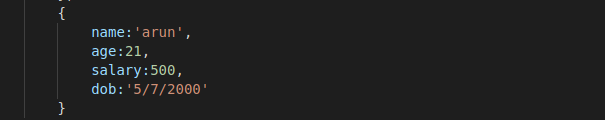 {
name:'arun',
age:21,
salary:500,
dob:'5/7/2000'
}